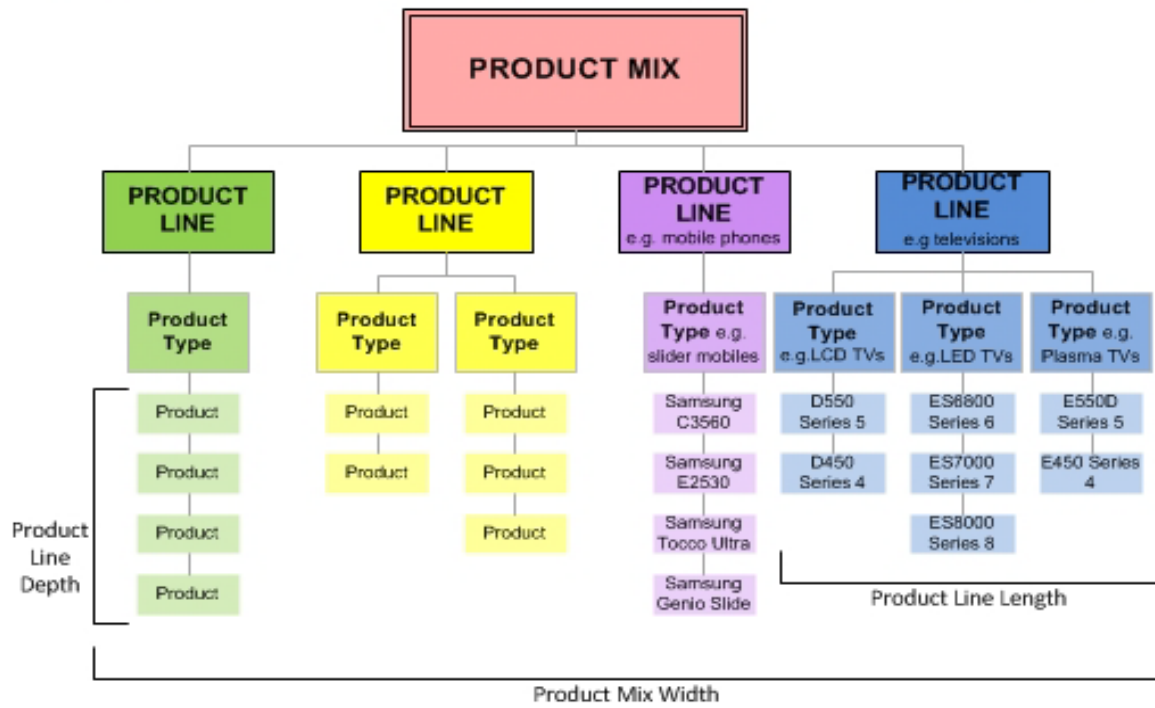 PRODUCT MIX
PRODUCT
LINE
PRODUCT
LINE
PRODUCT
LINE
e.g. mobile phones
PRODUCT
LINE
e.g televisions
Product
Type
Product
Type
Product
Type
Product
Type e.g.
slider mobiles
Product
Type
e.g.LCD TVs
Product
Type
e.g.LED TVs
Product
Type e.g.
Plasma TVs
Product
Product
Product
Product
Product
Product
Product
Product
Product
Samsung
C3560
Samsung
E2530
Samsung
Tocco Ultra
Samsung
Genio Slide
D550
Series 5
D450
Series 4
ES6800
Series 6
ES7000
Series 7
ES8000
Series 8
E550D
Series 5
E450 Series
4
Product
Line
Depth
Product Line Length
Product Mix Width